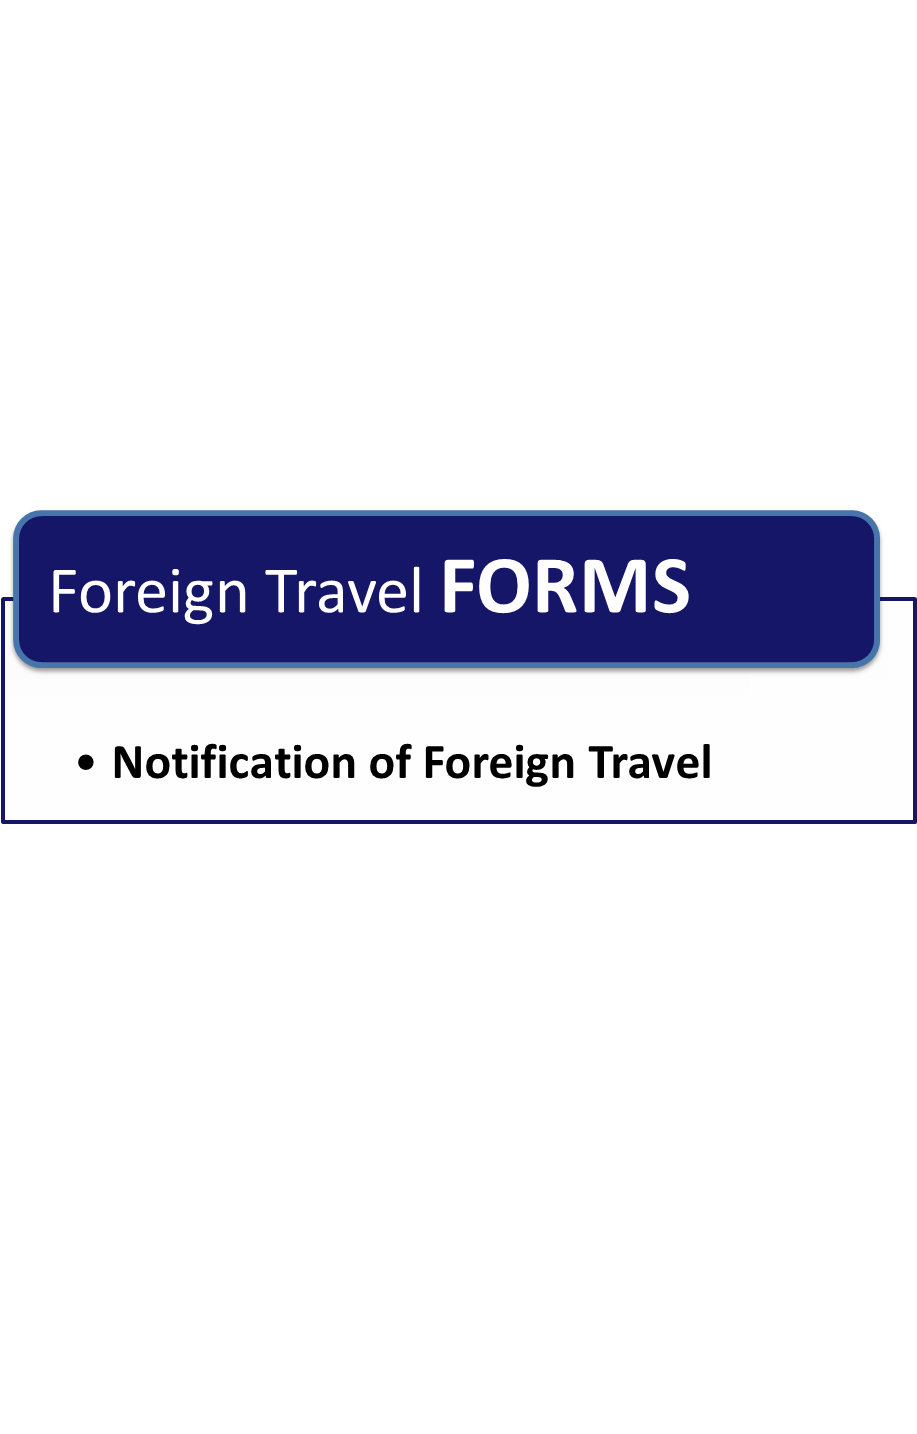 Foreign Travel FORMS
• Notification of Foreign Travel